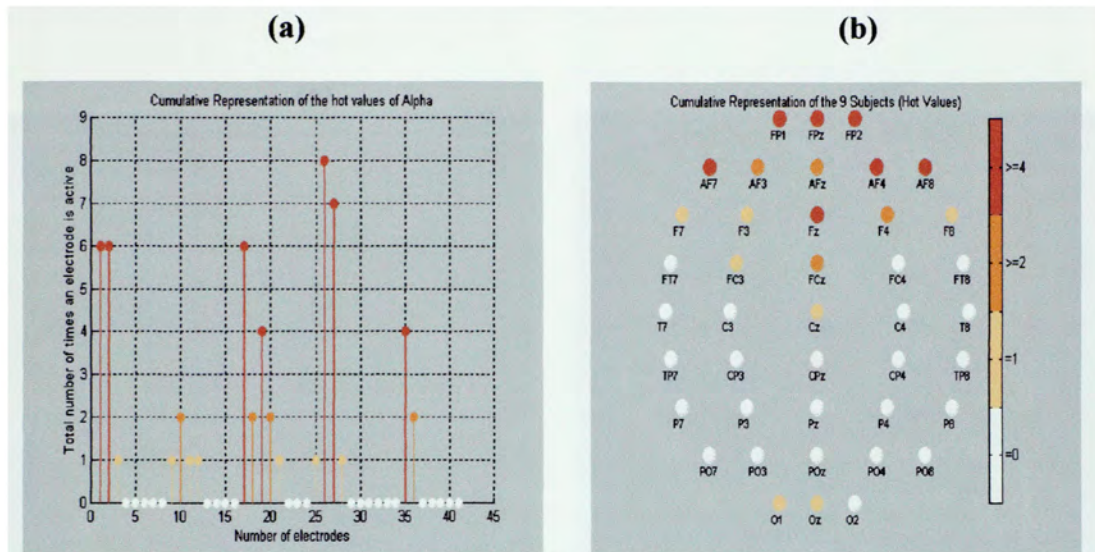 (a) (b)
Cumulative Representation of the hot values of Alpha
Total number of times an electrode is active
9
8
7
6
5
4
3
2
1
0
0 5 10 15 20 25 30 35 40 45
Number of electrodes
Cumulative Representation of the 9 Subjects (Hot Values)
FP1 FPz FP2
AF7 AF3 AFz AF4 AF8
F7 F3 Fz F4 F8
FT7 FC3 FCz FC4 FT8
T7 C3 Cz C4 T8
TP7 CP3 CPz CP4 TP8
P7 P3 Pz P4 P8
PO7 PO3 POz PO4 PO8
O1 Oz O2
>=4
>=2
=1
=0